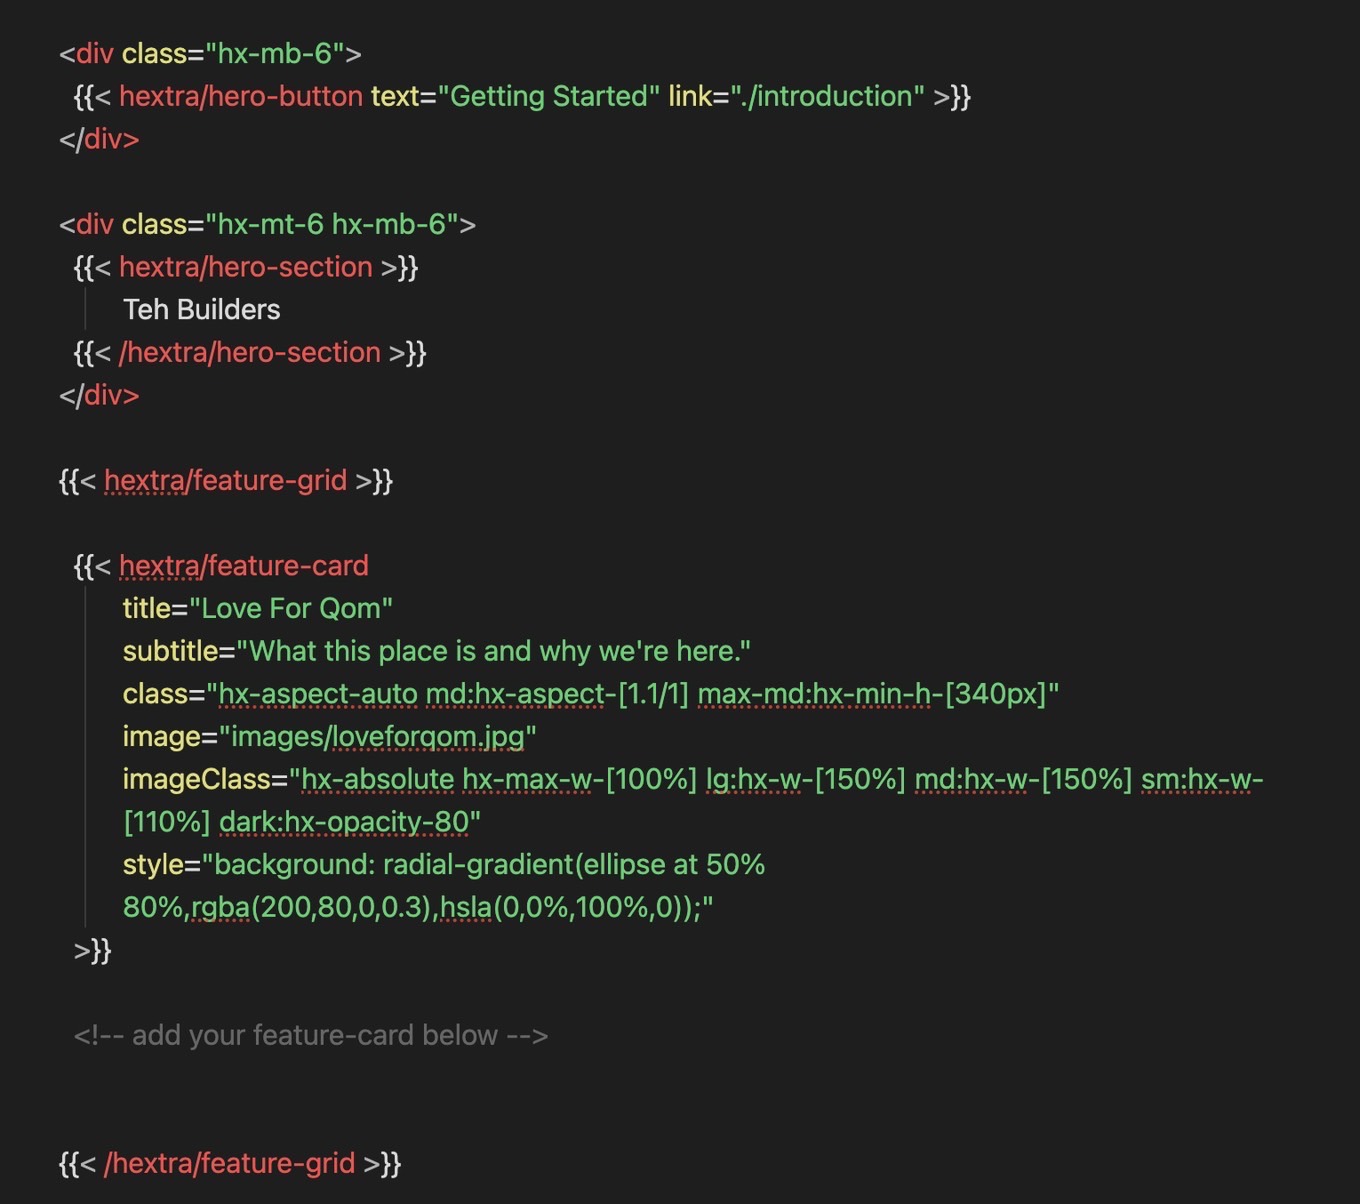 <div class="hx-mb-6">
{{< hextra/hero-button text="Getting Started" link="./introduction" >}}
</div>
<div class="hx-mt-6 hx-mb-6">
{{< hextra/hero-section >}}
Teh Builders
{{< /hextra/hero-section >}}
</div>
{{< hextra/feature-grid >}}
{{< hextra/feature-card
title="Love For Qom"
subtitle="What this place is and why we're here."
class="hx-aspect-auto md:hx-aspect-[1.1/1] max-md:hx-min-h-[340px]"
image="images/loveforqom.jpg"
imageClass="hx-absolute hx-max-w-[100%] lg:hx-w-[150%] md:hx-w-[150%] sm:hx-w-
[110%] dark:hx-opacity-80"
style="background: radial-gradient(ellipse at 50%
80%,rgba(200,80,0,0.3),hsla(0,0%,100%,0));"
>}}
<!-- add your feature-card below -->
{{< /hextra/feature-grid >}}